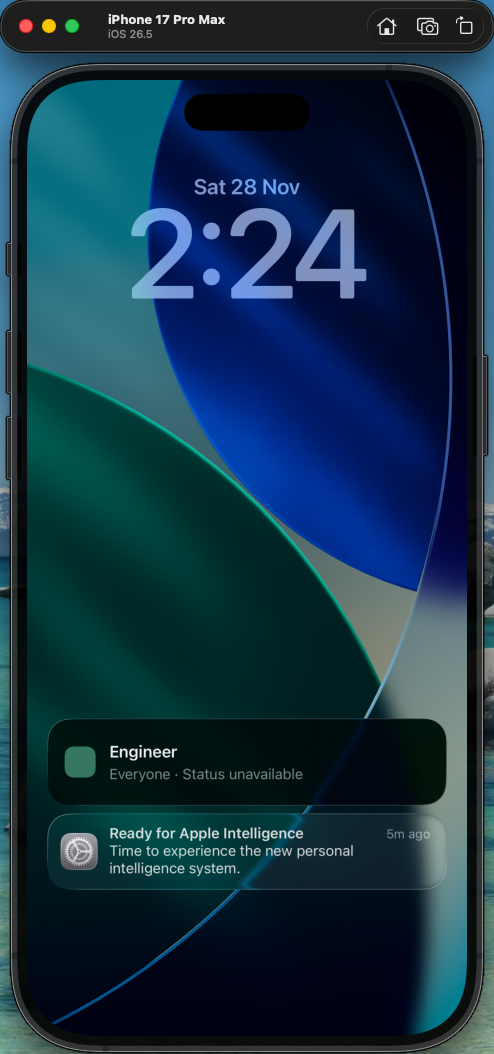 iPhone 17 Pro Max
iOS 26.5
Sat 28 Nov
2:24
Engineer
Everyone · Status unavailable
Ready for Apple Intelligence
5m ago
Time to experience the new personal
intelligence system.